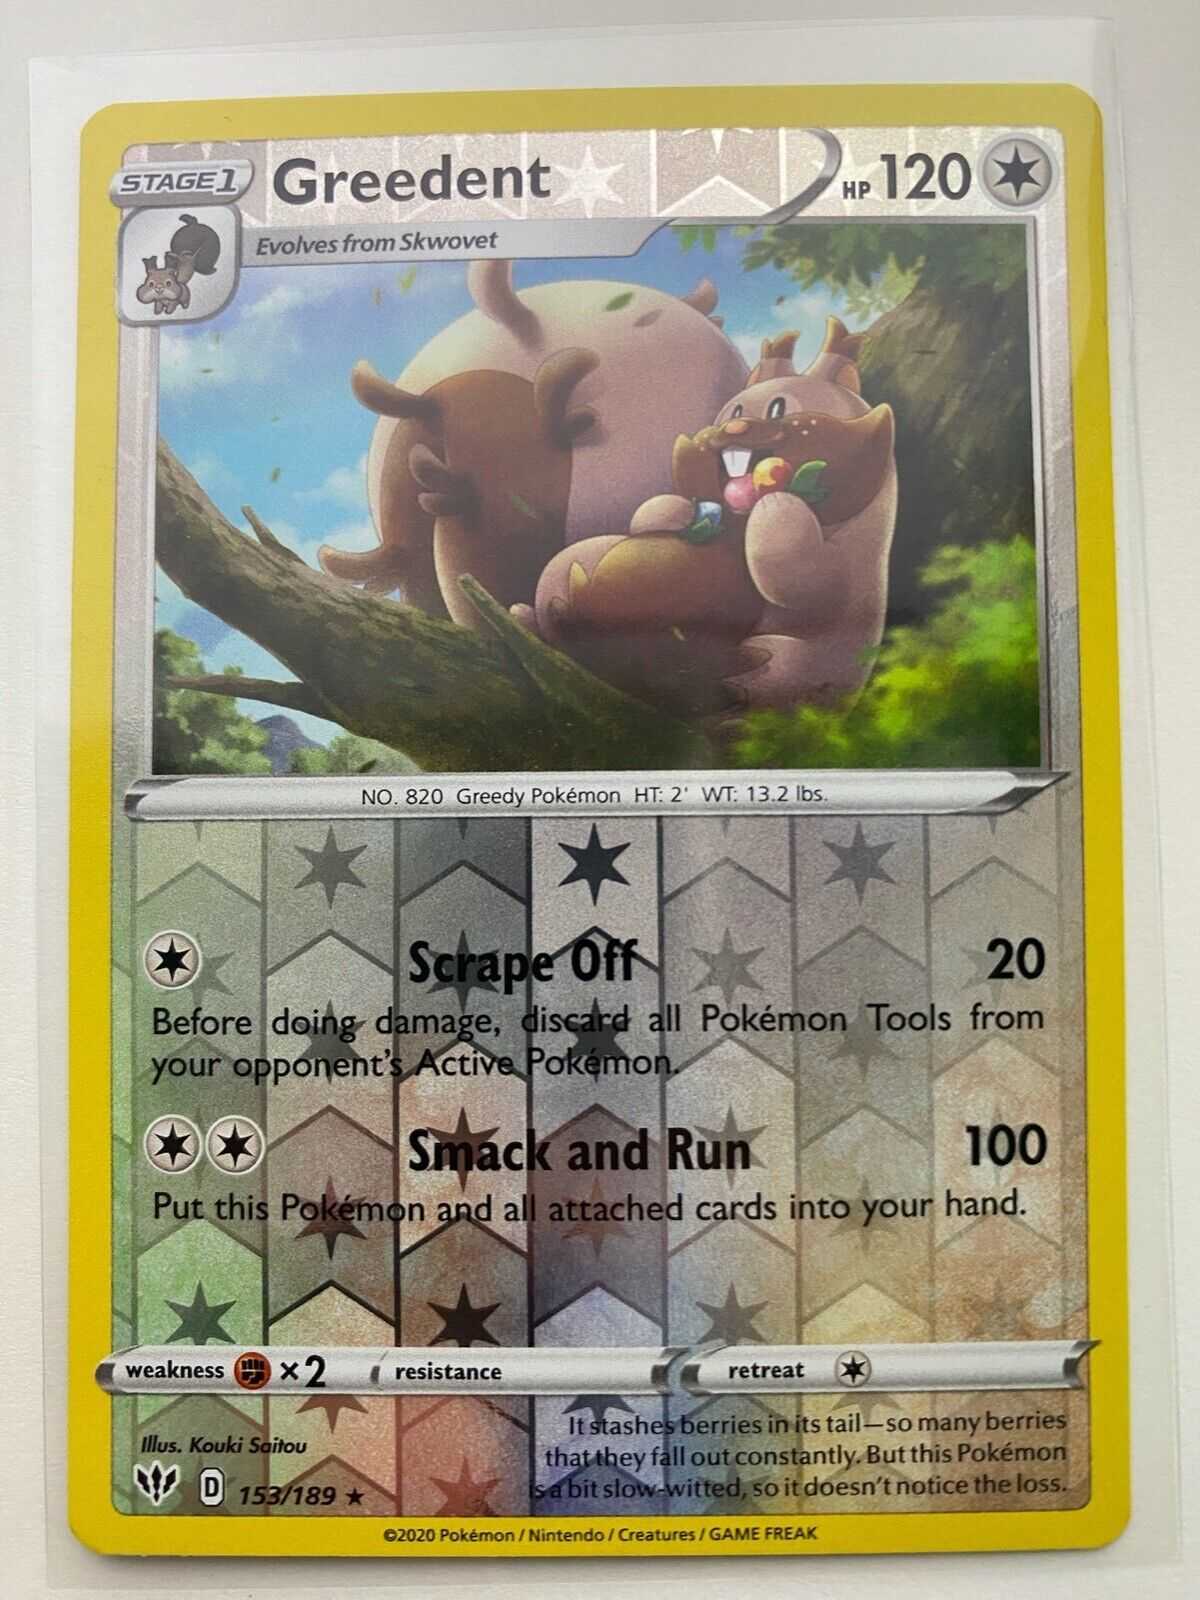 STAGE 1 Greedent HP 120
Evolves from Skwovet
NO. 820 Greedy Pokémon HT: 2' WT: 13.2 lbs.
Scrape Off 20
Before doing damage, discard all Pokémon Tools from
your opponent's Active Pokémon.
Smack and Run 100
Put this Pokémon and all attached cards into your hand.
weakness ×2 resistance retreat
It stashes berries in its tail—so many berries
that they fall out constantly. But this Pokémon
is a bit slow-witted, so it doesn't notice the loss.
Illus. Kouki Saitou
D 153/189 ★
©2020 Pokémon / Nintendo / Creatures / GAME FREAK